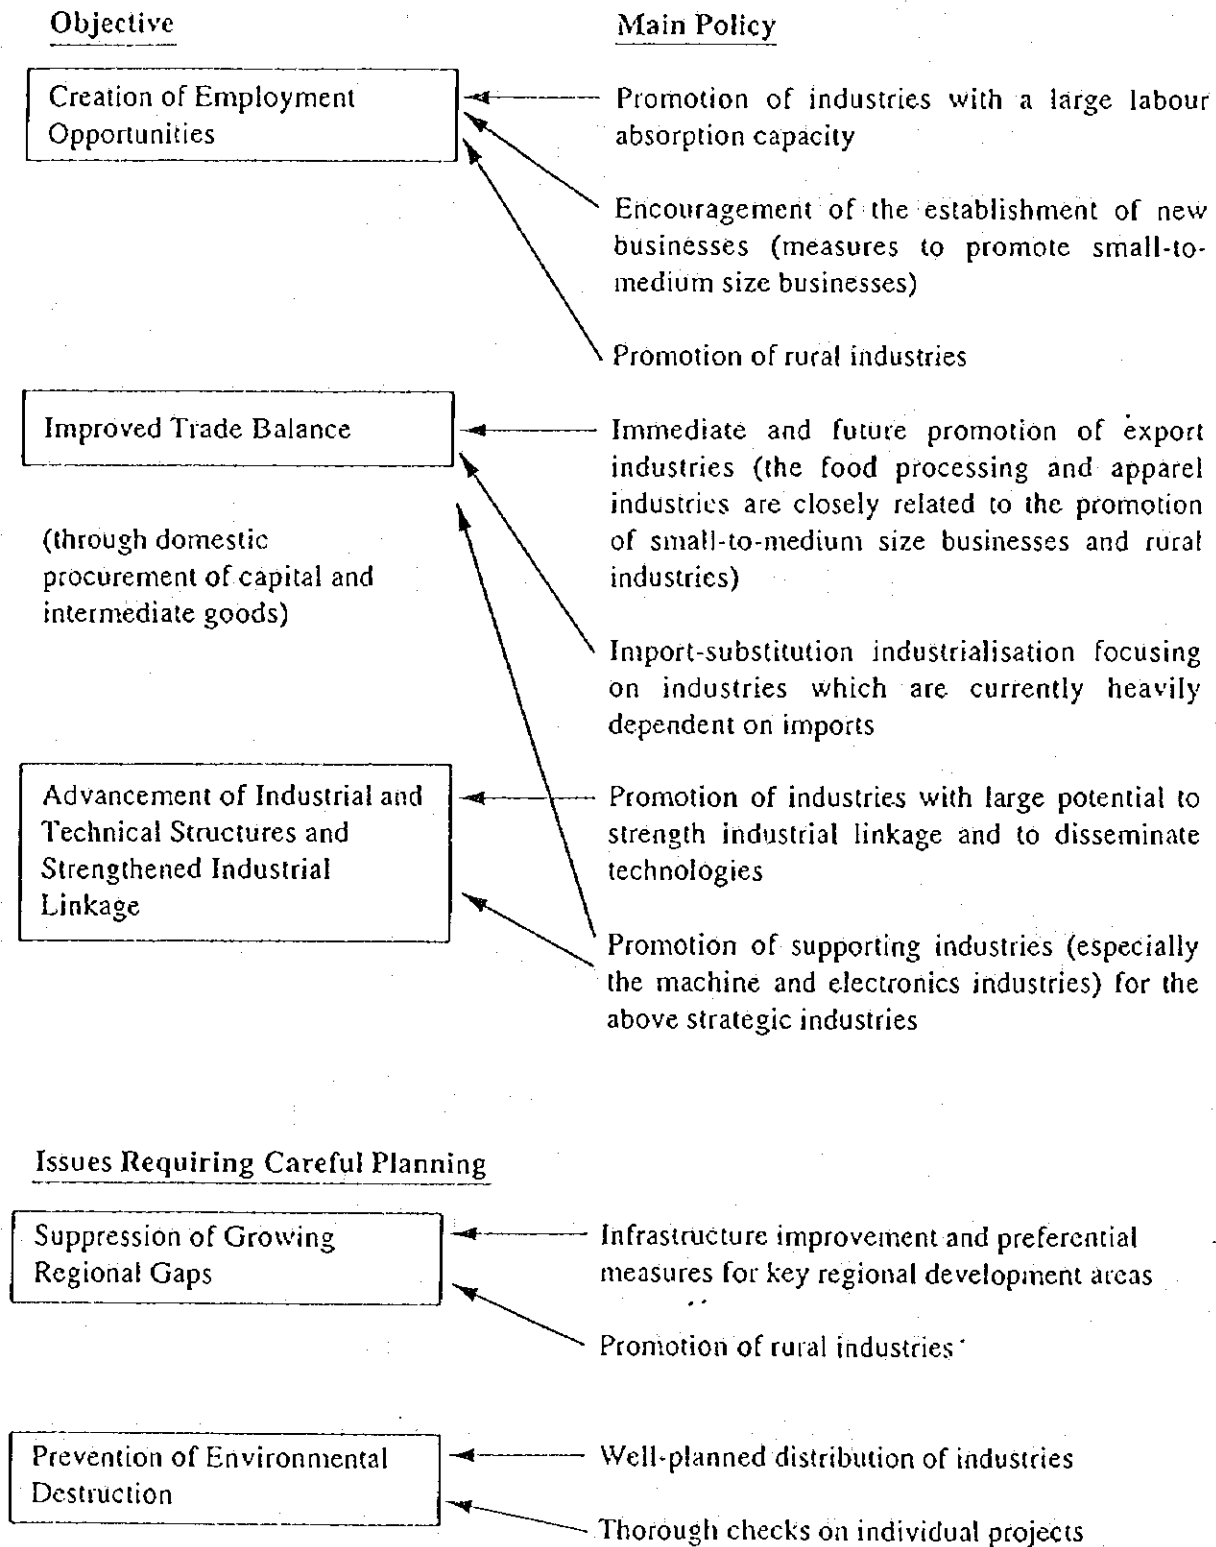 Objective
Main Policy
Creation of Employment
Opportunities
Promotion of industries with a large labour
absorption capacity
Encouragement of the establishment of new
businesses (measures to promote small-to-
medium size businesses)
Promotion of rural industries
Improved Trade Balance
(through domestic
procurement of capital and
intermediate goods)
Immediate and future promotion of export
industries (the food processing and apparel
industries are closely related to the promotion
of small-to-medium size businesses and rural
industries)
Import-substitution industrialisation focusing
on industries which are currently heavily
dependent on imports
Advancement of Industrial and
Technical Structures and
Strengthened Industrial
Linkage
Promotion of industries with large potential to
strength industrial linkage and to disseminate
technologies
Promotion of supporting industries (especially
the machine and electronics industries) for the
above strategic industries
Issues Requiring Careful Planning
Suppression of Growing
Regional Gaps
Infrastructure improvement and preferential
measures for key regional development areas
Promotion of rural industries
Prevention of Environmental
Destruction
Well-planned distribution of industries
Thorough checks on individual projects